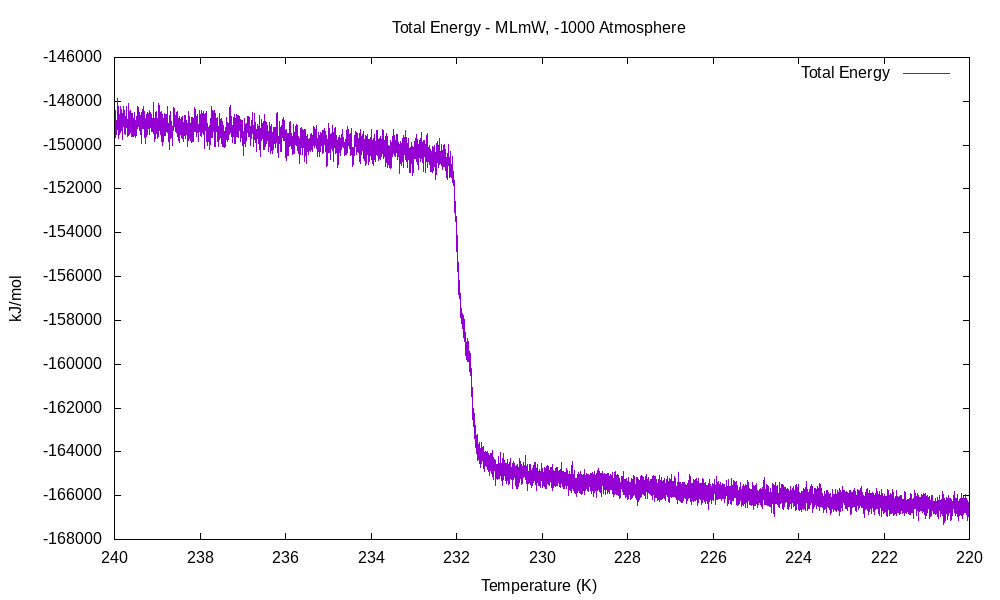 Total Energy - MLmW, -1000 Atmosphere
Total Energy
-146000
-148000
-150000
-152000
-154000
-156000
-158000
-160000
-162000
-164000
-166000
-168000
kJ/mol
240 238 236 234 232 230 228 226 224 222 220
Temperature (K)